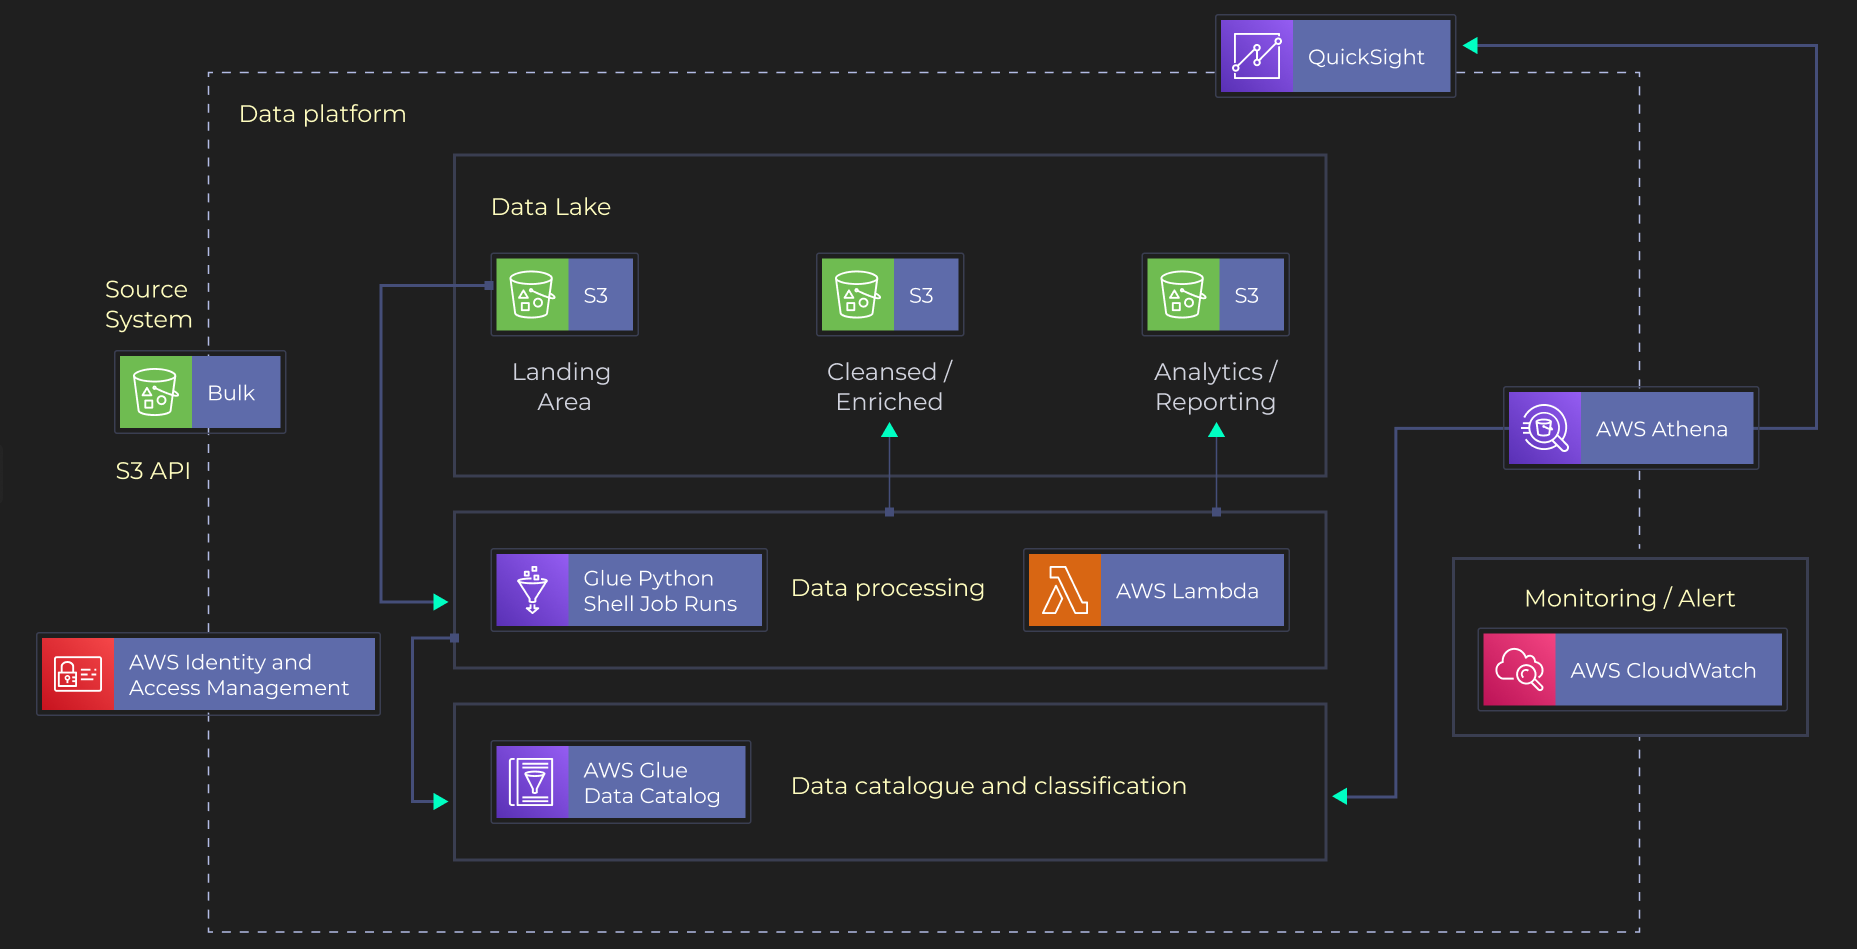 QuickSight
Data platform
Data Lake
S3
S3
S3
Landing
Area
Cleansed /
Enriched
Analytics /
Reporting
Source
System
Bulk
S3 API
AWS Athena
Glue Python
Shell Job Runs
Data processing
AWS Lambda
Monitoring / Alert
AWS CloudWatch
AWS Identity and
Access Management
AWS Glue
Data Catalog
Data catalogue and classification